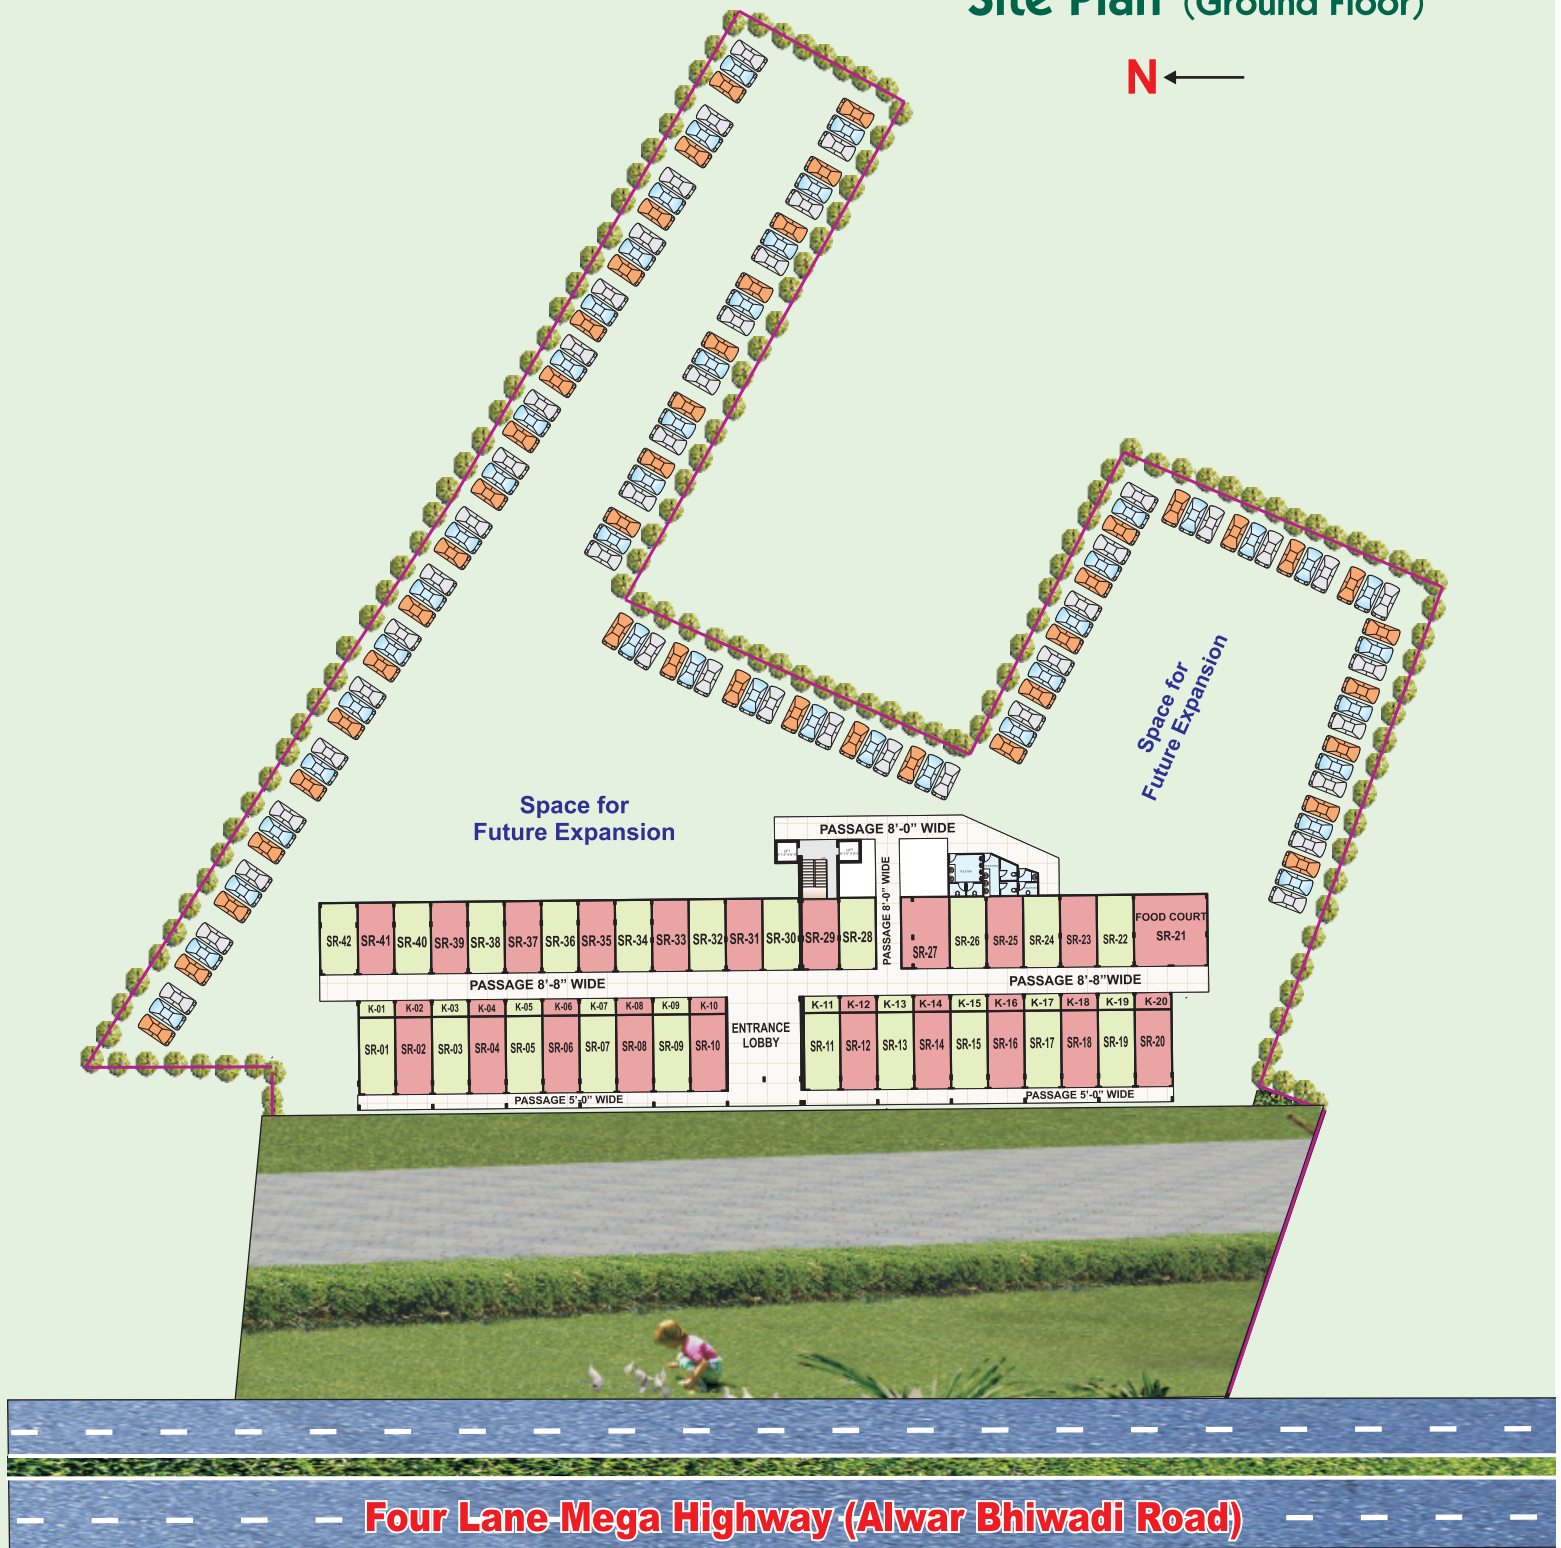 Site Plan (Ground Floor)
N
Space for
Future Expansion
Space for
Future Expansion
PASSAGE 8'-0" WIDE
LIFT
LIFT
PASSAGE 8'-0" WIDE
TOILET
SR-42 SR-41 SR-40 SR-39 SR-38 SR-37 SR-36 SR-35 SR-34 SR-33 SR-32 SR-31 SR-30 SR-29 SR-28 SR-27 SR-26 SR-25 SR-24 SR-23 SR-22 FOOD COURT
SR-21
PASSAGE 8'-8" WIDE
PASSAGE 8'-8"WIDE
K-01 K-02 K-03 K-04 K-05 K-06 K-07 K-08 K-09 K-10 K-11 K-12 K-13 K-14 K-15 K-16 K-17 K-18 K-19 K-20
ENTRANCE
LOBBY
SR-01 SR-02 SR-03 SR-04 SR-05 SR-06 SR-07 SR-08 SR-09 SR-10 SR-11 SR-12 SR-13 SR-14 SR-15 SR-16 SR-17 SR-18 SR-19 SR-20
PASSAGE 5'-0" WIDE
PASSAGE 5'-0" WIDE
Four Lane Mega Highway (Alwar Bhiwadi Road)